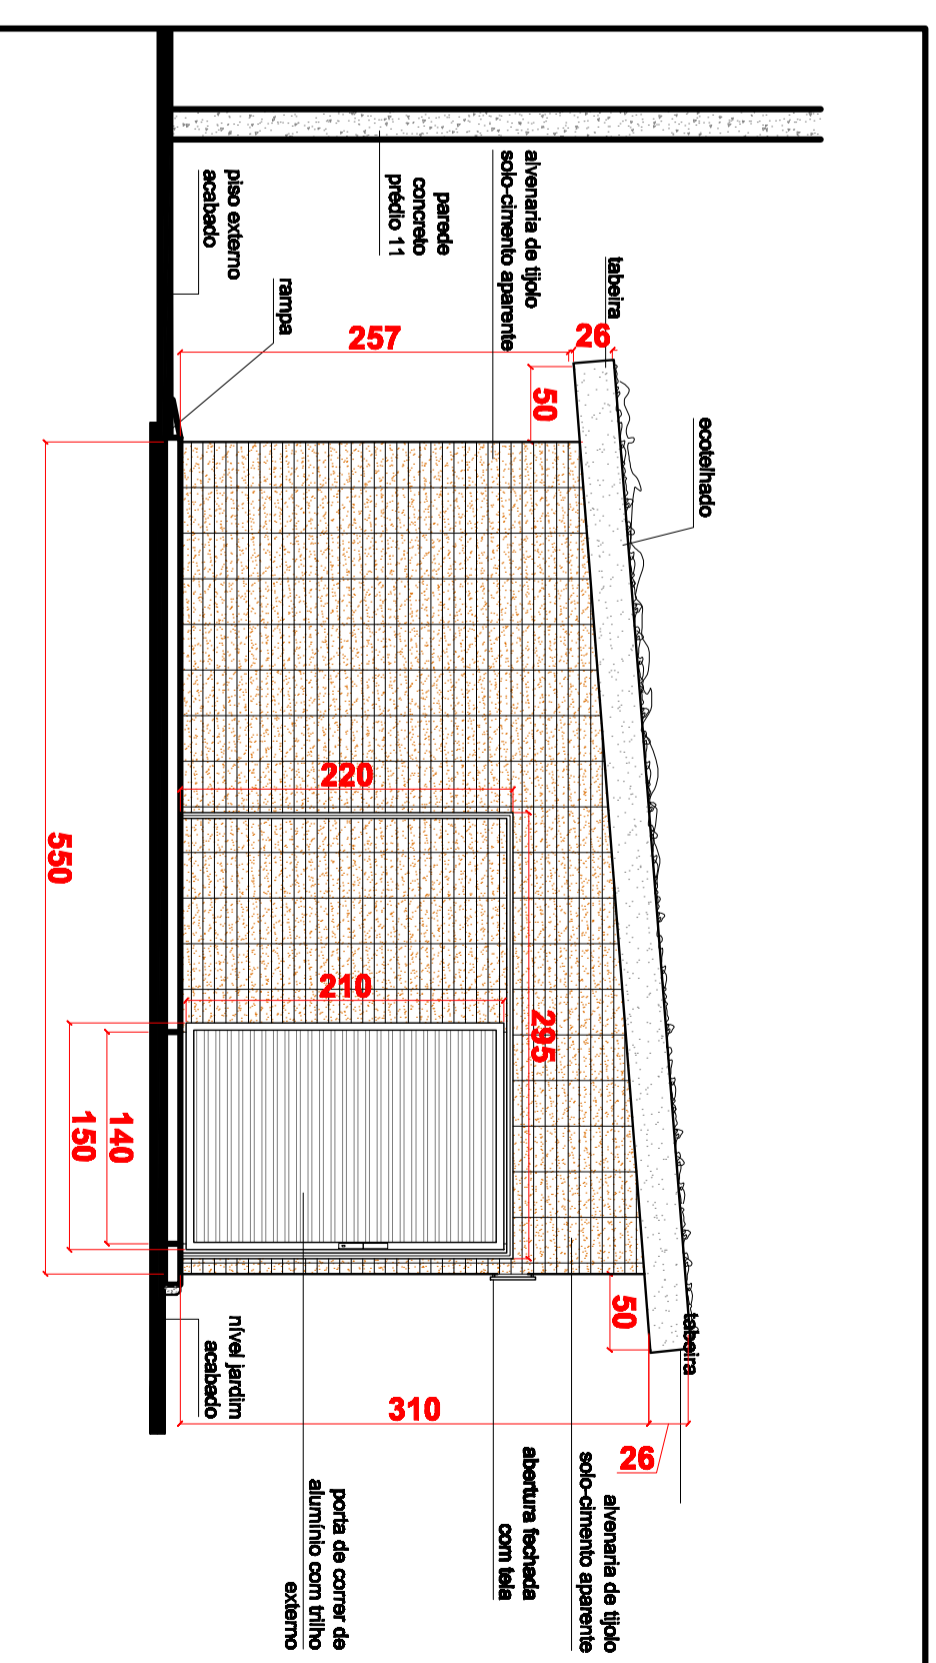 tabeira
26
ecotelhado
alvenaria de tijolo
solo-cimento aparente
50
257
parede
concreto
prédio 11
rampa
piso externo
acabado
220
210
295
550
140
150
50
tabeira
310
26
nível jardim
acabado
alvenaria de tijolo
solo-cimento aparente
abertura fechada
com tela
porta de correr de
alumínio com trilho
externo